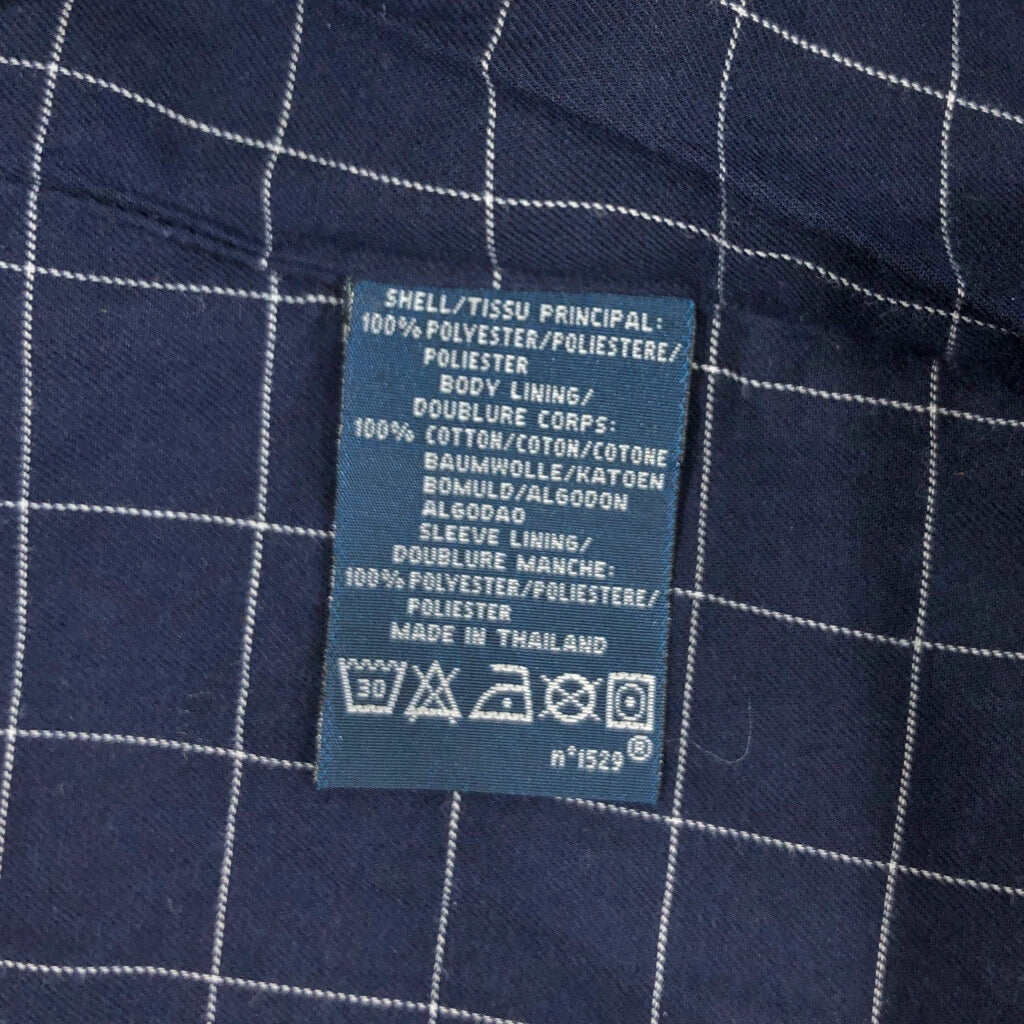 SHELL/TISSU PRINCIPAL:
100% POLYESTER/POLIESTERE/
POLIESTER
BODY LINING/
DOUBLURE CORPS:
100% COTTON/COTON/COTONE
BAUMWOLLE/KATOEN
BOMULD/ALGODON
ALGODAO
SLEEVE LINING/
DOUBLURE MANCHE:
100% POLYESTER/POLIESTERE/
POLIESTER
MADE IN THAILAND
30
n°1529®